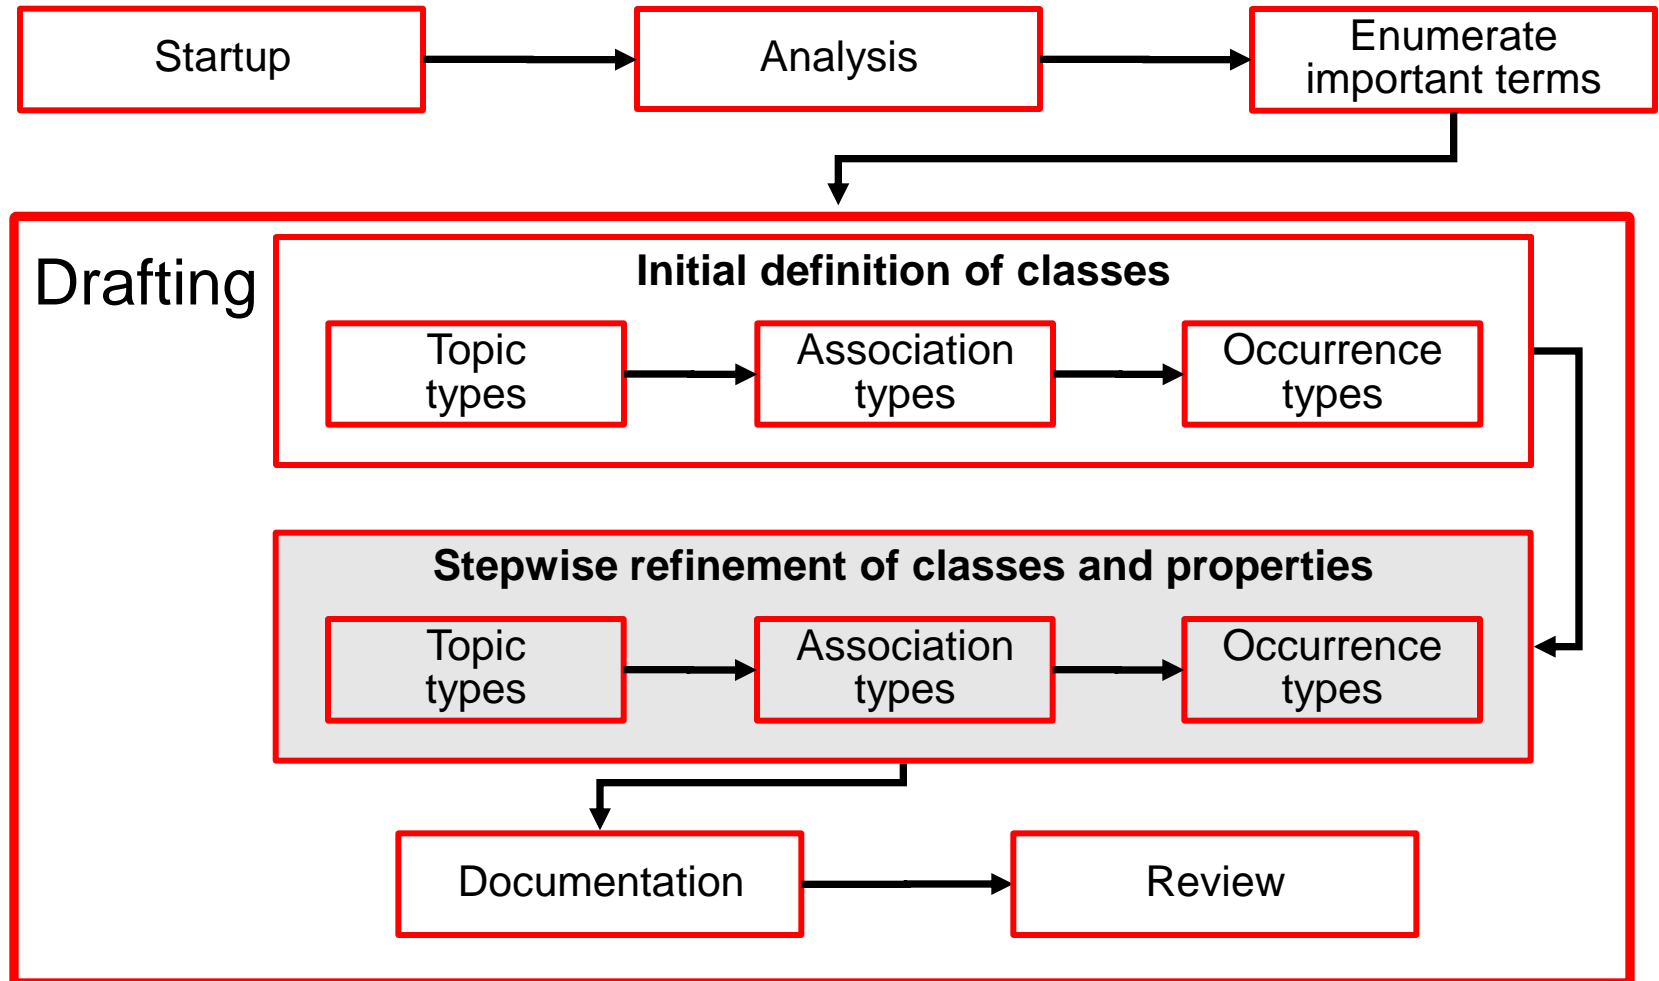 Startup
Analysis
Enumerate
important terms
Drafting
Initial definition of classes
Topic
types
Association
types
Occurrence
types
Stepwise refinement of classes and properties
Topic
types
Association
types
Occurrence
types
Documentation
Review